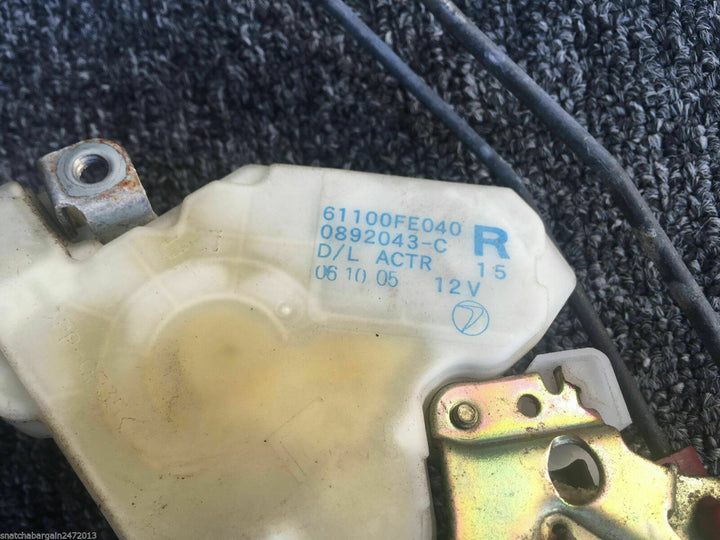 61100FE040
0892043-C R
D/L ACTR 15
06 10 05 12V
snatchabargain2472013